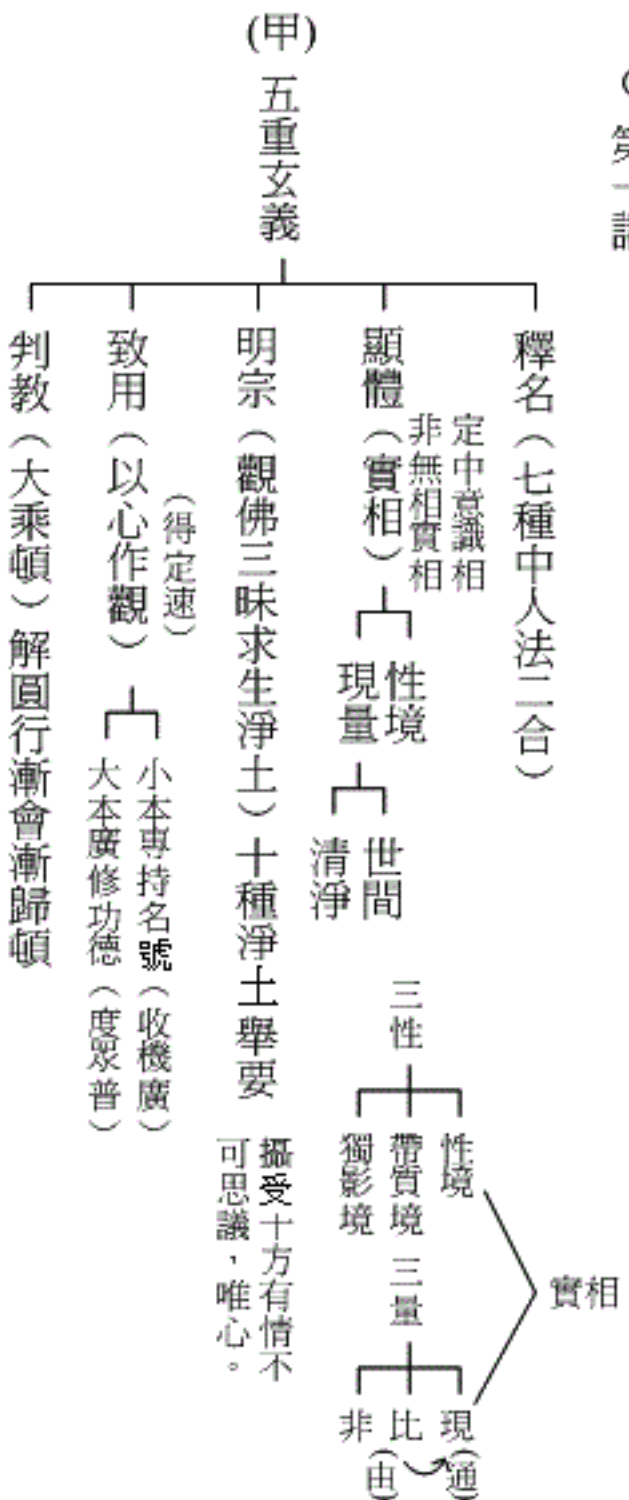 第一講
(甲)
五重玄義
釋名（七種中人法二合）
顯體（實相）
定中意識相
非無相實相
性境
現量
世間
清淨
三性
性境
帶質境
獨影境
三量
現(通)
比(由)
非
實相
明宗（觀佛三昧求生淨土）十種淨土舉要
攝受十方有情不
可思議，唯心。
致用（以心作觀）
（得定速）
小本專持名號（收機廣）
大本廣修功德（度眾普）
判教（大乘頓）解圓行漸會漸歸頓